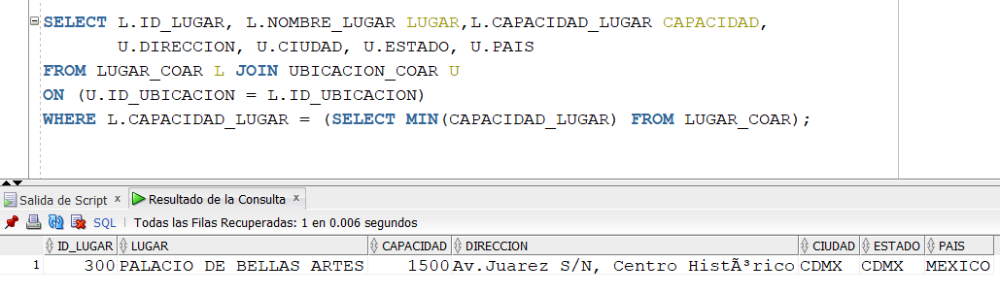 SELECT L.ID_LUGAR, L.NOMBRE_LUGAR LUGAR,L.CAPACIDAD_LUGAR CAPACIDAD,
U.DIRECCION, U.CIUDAD, U.ESTADO, U.PAIS
FROM LUGAR_COAR L JOIN UBICACION_COAR U
ON (U.ID_UBICACION = L.ID_UBICACION)
WHERE L.CAPACIDAD_LUGAR = (SELECT MIN(CAPACIDAD_LUGAR) FROM LUGAR_COAR);
Salida de Script x Resultado de la Consulta x
SQL | Todas las Filas Recuperadas: 1 en 0.006 segundos
ID_LUGAR LUGAR CAPACIDAD DIRECCION CIUDAD ESTADO PAIS
1 300 PALACIO DE BELLAS ARTES 1500 Av.Juarez S/N, Centro HistÃ³rico CDMX CDMX MEXICO